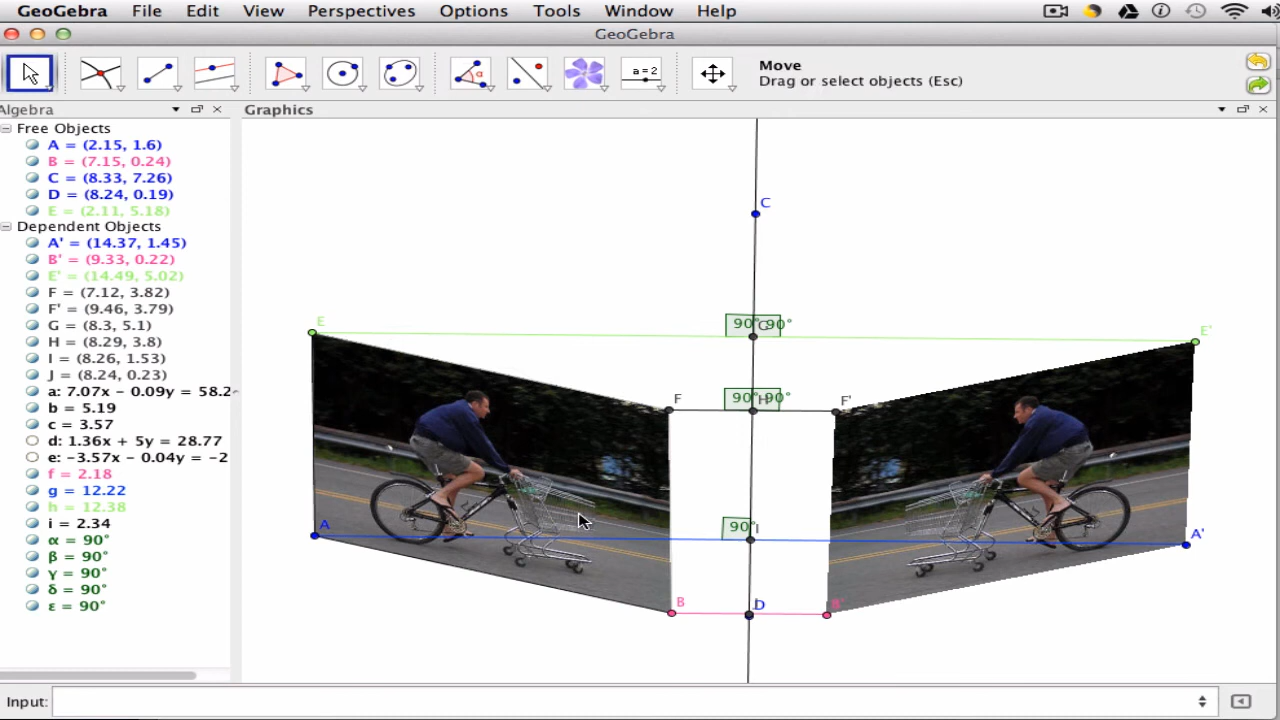 GeoGebra File Edit View Perspectives Options Tools Window Help
GeoGebra
a=2
Move
Drag or select objects (Esc)
Algebra
Graphics
Free Objects
A = (2.15, 1.6)
B = (7.15, 0.24)
C = (8.33, 7.26)
D = (8.24, 0.19)
E = (2.11, 5.18)
Dependent Objects
A' = (14.37, 1.45)
B' = (9.33, 0.22)
E' = (14.49, 5.02)
F = (7.12, 3.82)
F' = (9.46, 3.79)
G = (8.3, 5.1)
H = (8.29, 3.8)
I = (8.26, 1.53)
J = (8.24, 0.23)
a: 7.07x − 0.09y = 58.2
b = 5.19
c = 3.57
d: 1.36x + 5y = 28.77
e: −3.57x − 0.04y = −2
f = 2.18
g = 12.22
h = 12.38
i = 2.34
α = 90°
β = 90°
γ = 90°
δ = 90°
ε = 90°
C
E
90° G 90°
E'
F
90° H 90°
F'
A
90° I
A'
B
D
B'
Input: